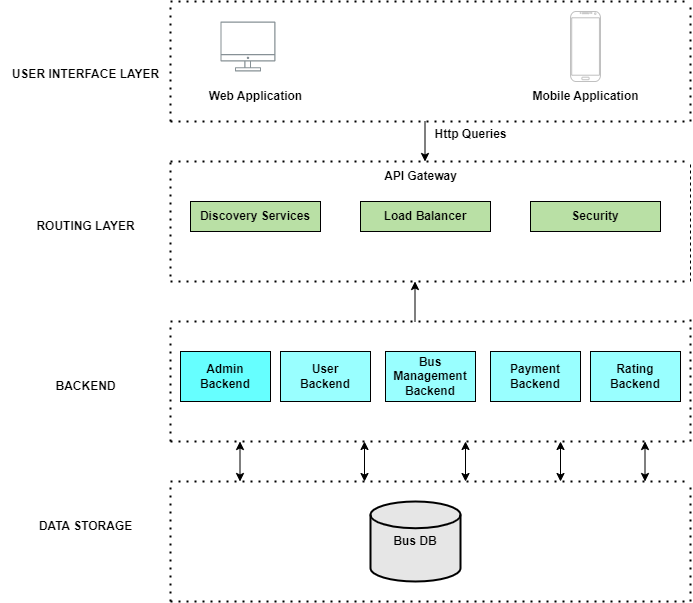 USER INTERFACE LAYER
Web Application
Mobile Application
Http Queries
API Gateway
ROUTING LAYER
Discovery Services
Load Balancer
Security
BACKEND
Admin
Backend
User
Backend
Bus
Management
Backend
Payment
Backend
Rating
Backend
DATA STORAGE
Bus DB